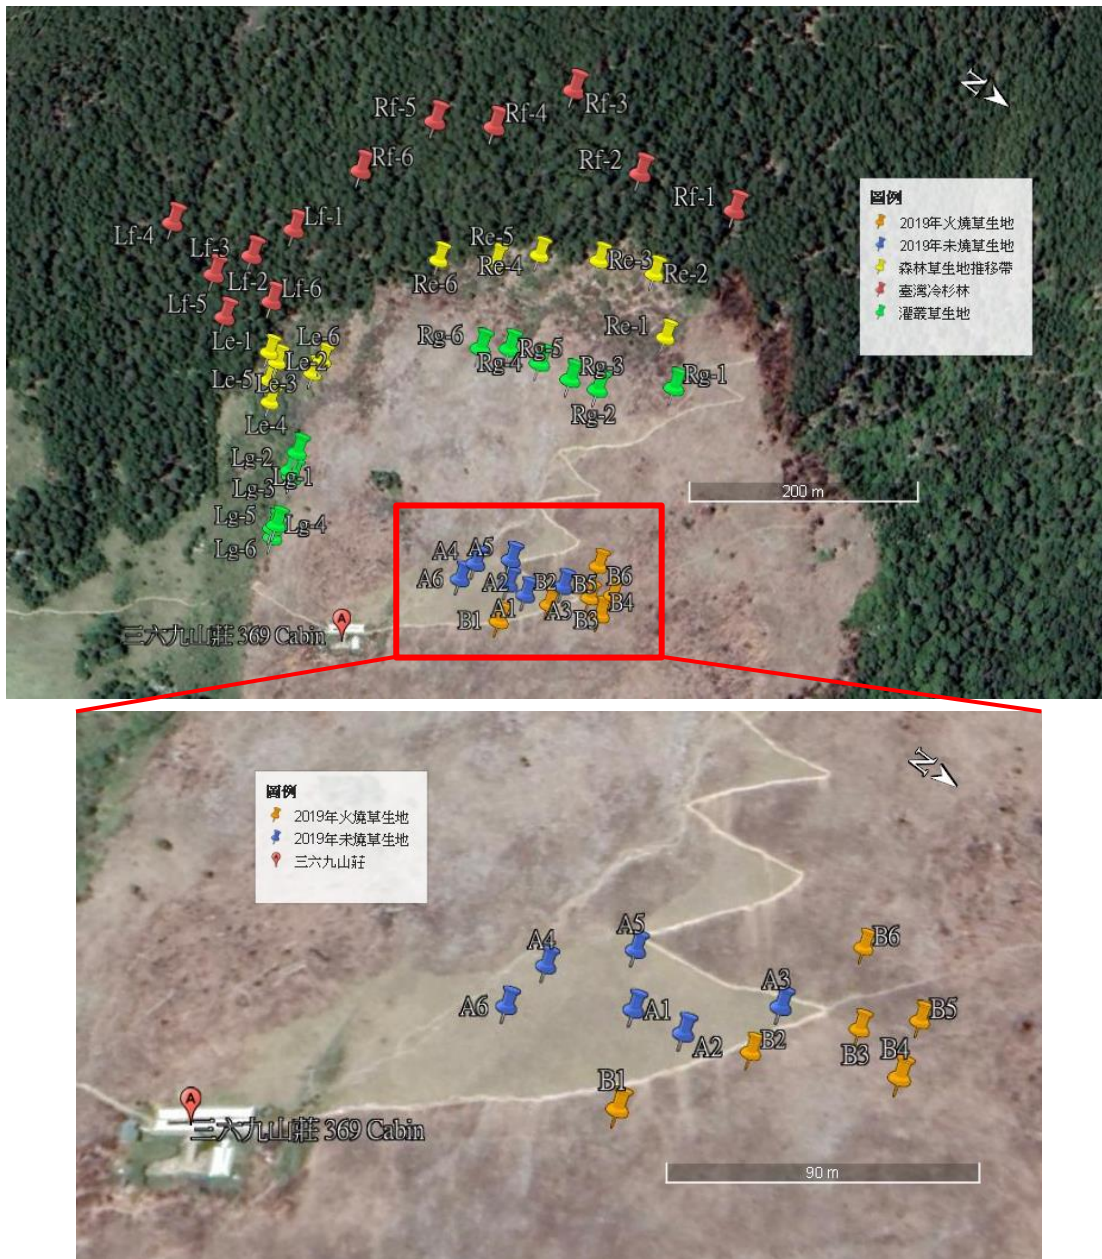 N
Rf-3
Rf-5
Rf-4
Rf-6
Rf-2
Rf-1
Lf-1
Lf-4
Lf-3
Lf-2
Lf-6
Lf-5
Re-5
Re-4
Re-6
Re-3
Re-2
Re-1
圖例
2019年火燒草生地
2019年未燒草生地
森林草生地推移帶
臺灣冷杉林
灌叢草生地
Le-1
Le-6
Le-2
Le-5
Le-3
Le-4
Rg-6
Rg-5
Rg-4
Rg-3
Rg-1
Rg-2
Lg-2
Lg-1
Lg-3
Lg-5
Lg-4
Lg-6
200 m
A4
A5
A6
A2
B2
B5
B6
A1
A3
B4
B1
B3
A
三六九山莊 369 Cabin
N
圖例
2019年火燒草生地
2019年未燒草生地
三六九山莊
A5
A4
B6
A6
A1
A3
B5
A2
B2
B3
B4
B1
A
三六九山莊 369 Cabin
90 m